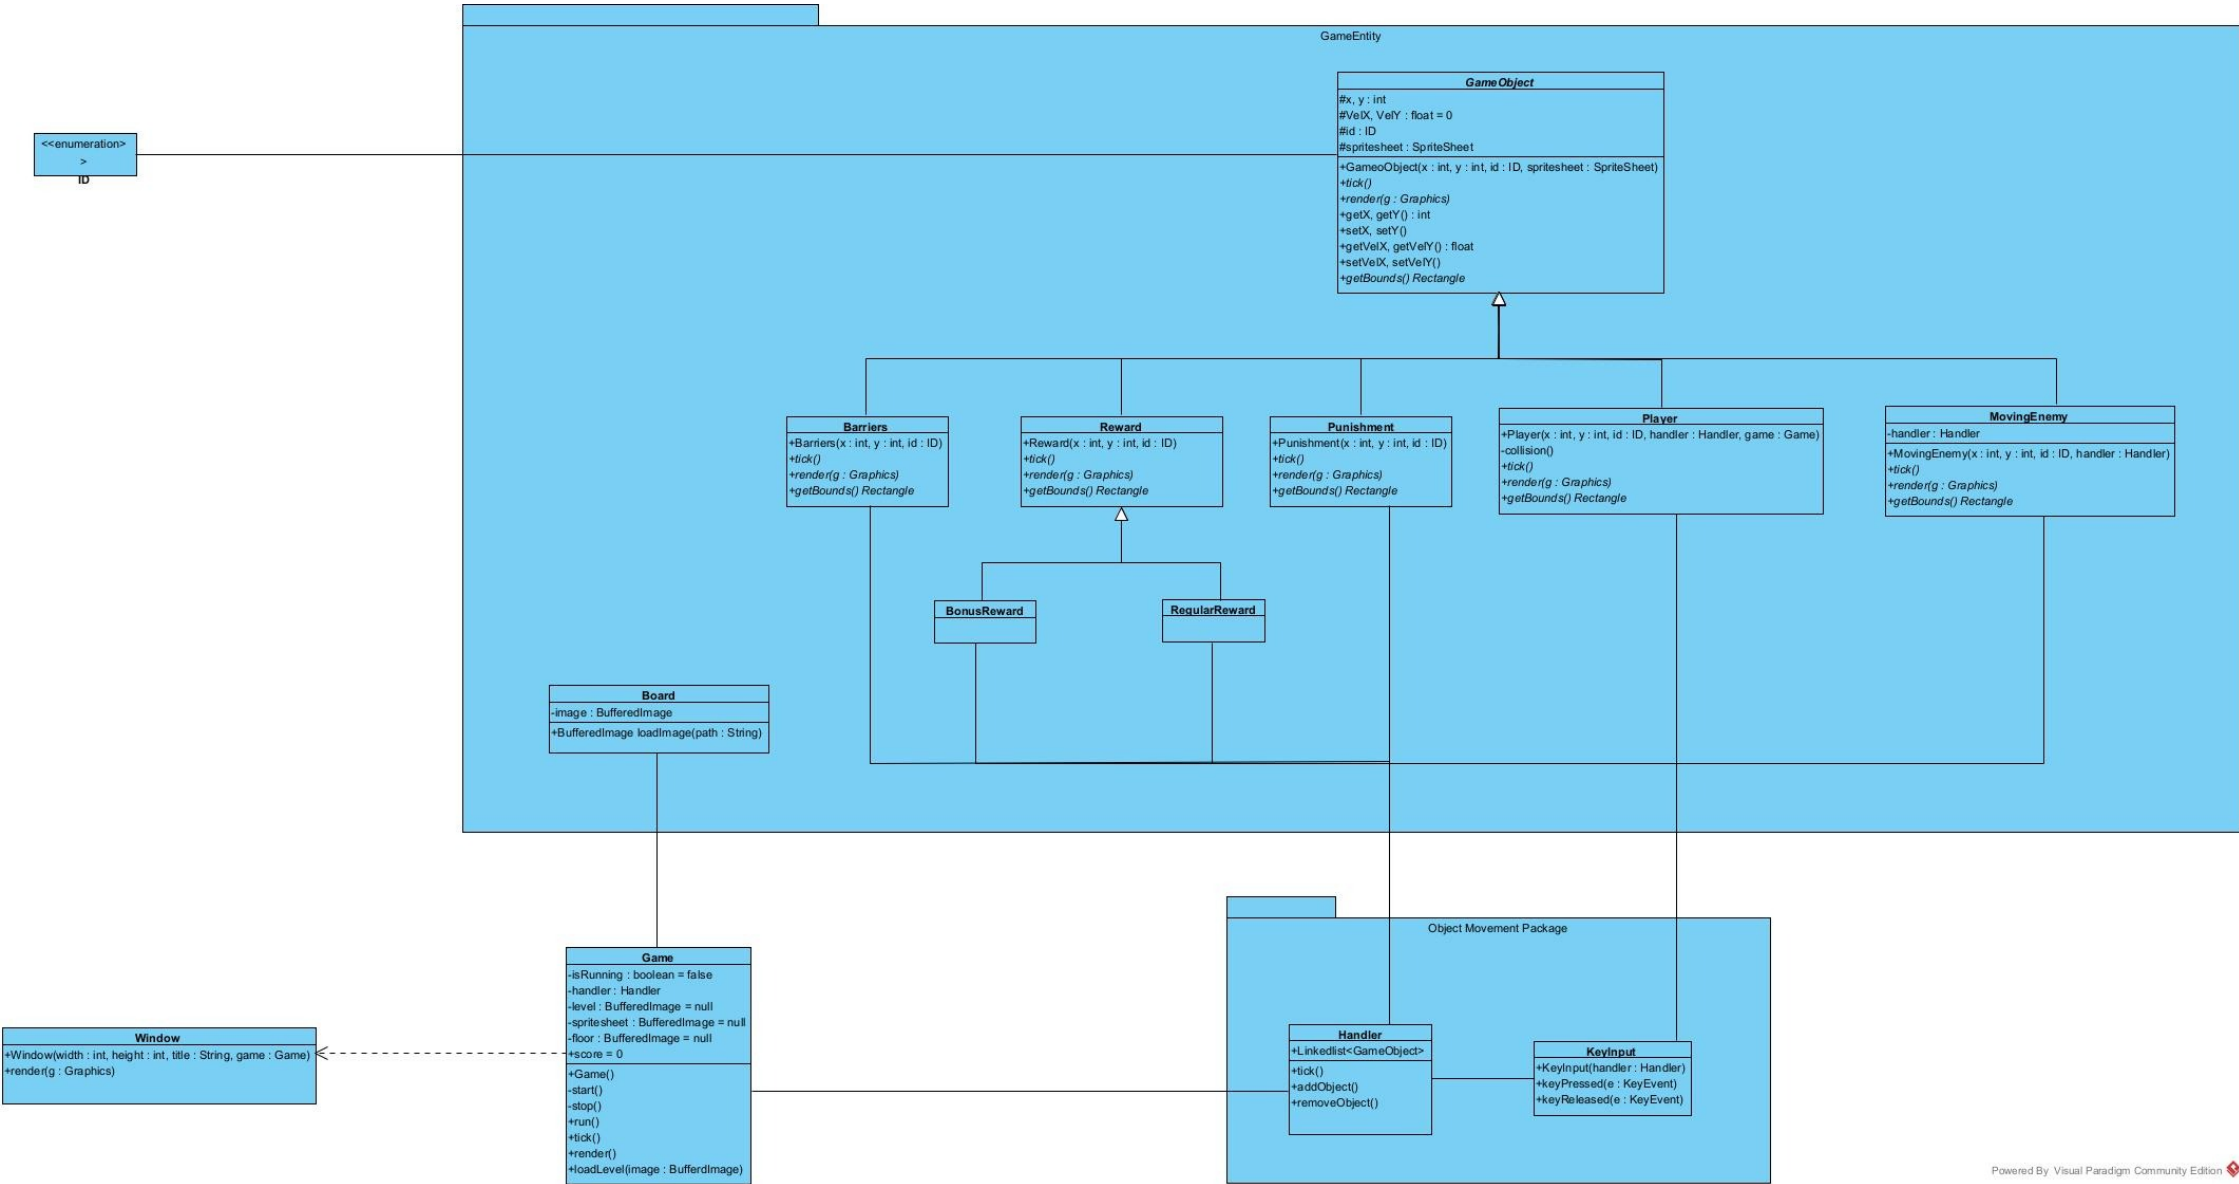 GameEntity
GameObject
#x, y : int
#VelX, VelY : float = 0
#id : ID
#spritesheet : SpriteSheet
+GameoObject(x : int, y : int, id : ID, spritesheet : SpriteSheet)
+tick()
+render(g : Graphics)
+getX, getY() : int
+setX, setY()
+getVelX, getVelY() : float
+setVelX, setVelY()
+getBounds() Rectangle
<<enumeration>
>
ID
Barriers
+Barriers(x : int, y : int, id : ID)
+tick()
+render(g : Graphics)
+getBounds() Rectangle
Reward
+Reward(x : int, y : int, id : ID)
+tick()
+render(g : Graphics)
+getBounds() Rectangle
Punishment
+Punishment(x : int, y : int, id : ID)
+tick()
+render(g : Graphics)
+getBounds() Rectangle
Player
+Player(x : int, y : int, id : ID, handler : Handler, game : Game)
-collision()
+tick()
+render(g : Graphics)
+getBounds() Rectangle
MovingEnemy
-handler : Handler
+MovingEnemy(x : int, y : int, id : ID, handler : Handler)
+tick()
+render(g : Graphics)
+getBounds() Rectangle
BonusReward
RegularReward
Board
-image : BufferedImage
+BufferedImage loadImage(path : String)
Object Movement Package
Game
-isRunning : boolean = false
-handler : Handler
-level : BufferedImage = null
-spritesheet : BufferedImage = null
-floor : BufferedImage = null
+score = 0
+Game()
-start()
-stop()
+run()
+tick()
+render()
+loadLevel(image : BufferdImage)
Window
+Window(width : int, height : int, title : String, game : Game)
+render(g : Graphics)
Handler
+Linkedlist<GameObject>
+tick()
+addObject()
+removeObject()
KeyInput
+KeyInput(handler : Handler)
+keyPressed(e : KeyEvent)
+keyReleased(e : KeyEvent)
Powered By Visual Paradigm Community Edition